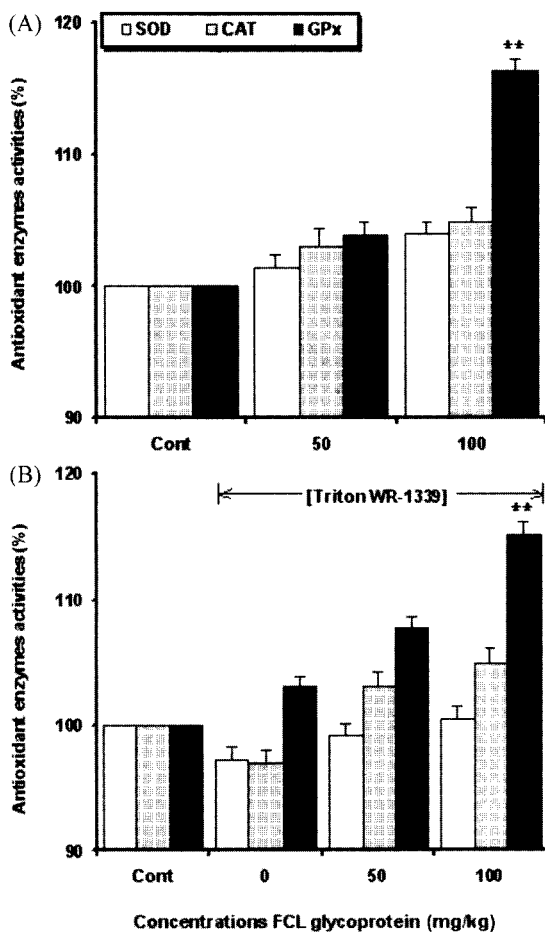 (A)
120
SOD CAT GPx
**
110
100
90
Antioxidant enzymes activities (%)
Cont 50 100
(B)
120
[Triton WR-1339]
**
110
100
90
Antioxidant enzymes activities (%)
Cont 0 50 100
Concentrations FCL glycoprotein (mg/kg)